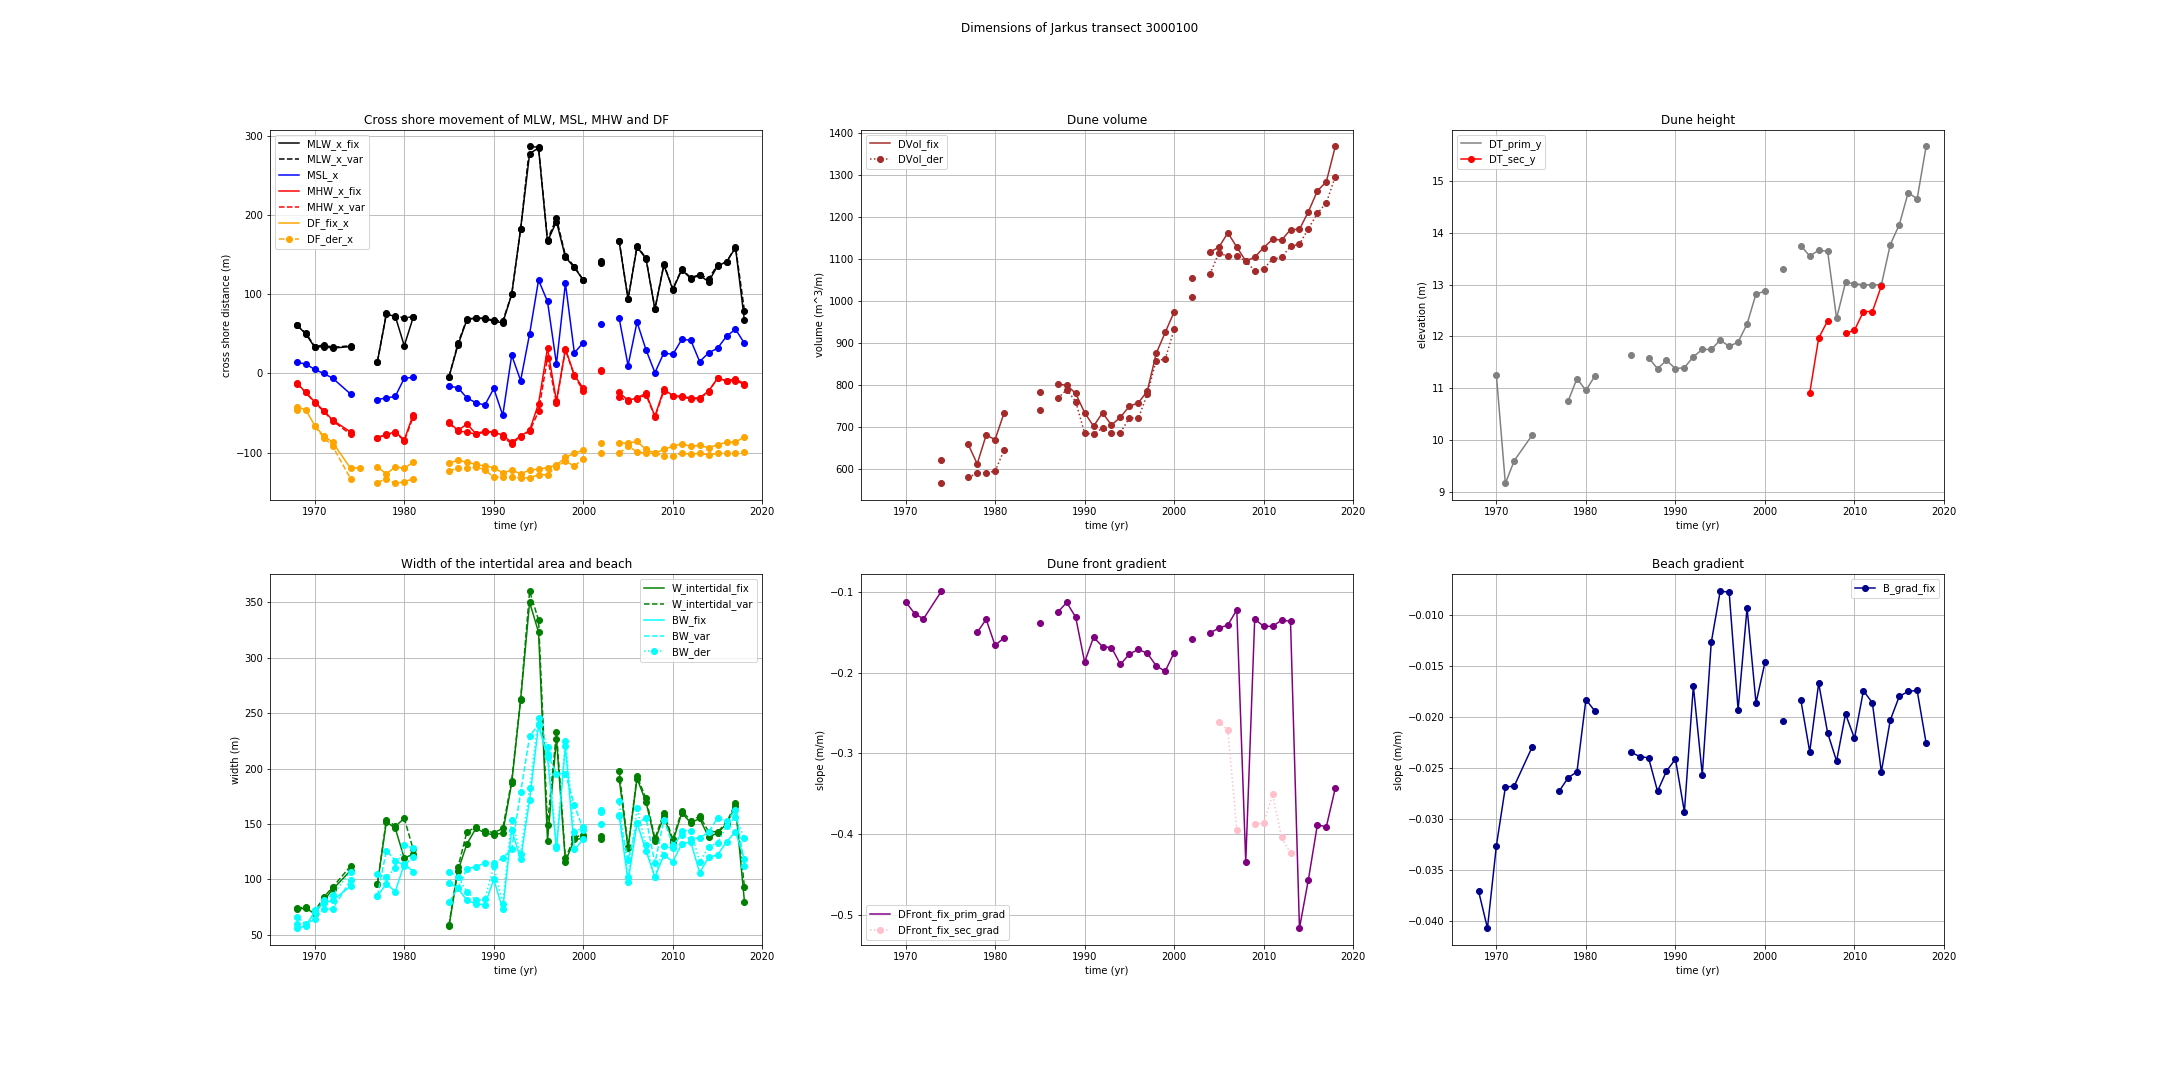 Dimensions of Jarkus transect 3000100
Cross shore movement of MLW, MSL, MHW and DF
300
200
100
0
−100
cross shore distance (m)
MLW_x_fix
MLW_x_var
MSL_x
MHW_x_fix
MHW_x_var
DF_fix_x
DF_der_x
1970 1980 1990 2000 2010 2020
time (yr)
Dune volume
1400
1300
1200
1100
1000
900
800
700
600
volume (m^3/m)
DVol_fix
DVol_der
1970 1980 1990 2000 2010 2020
time (yr)
Dune height
15
14
13
12
11
10
9
elevation (m)
DT_prim_y
DT_sec_y
1970 1980 1990 2000 2010 2020
time (yr)
Width of the intertidal area and beach
350
300
250
200
150
100
50
width (m)
W_intertidal_fix
W_intertidal_var
BW_fix
BW_var
BW_der
1970 1980 1990 2000 2010 2020
time (yr)
Dune front gradient
−0.1
−0.2
−0.3
−0.4
−0.5
slope (m/m)
DFront_fix_prim_grad
DFront_fix_sec_grad
1970 1980 1990 2000 2010 2020
time (yr)
Beach gradient
−0.010
−0.015
−0.020
−0.025
−0.030
−0.035
−0.040
slope (m/m)
B_grad_fix
1970 1980 1990 2000 2010 2020
time (yr)